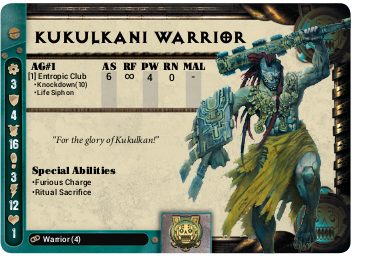 KUKULKANI WARRIOR
AG#1 AS RF PW RN MAL
[1] Entropic Club 6 ∞ 4 0 -
•Knockdown(10)
•Life Siphon
3
4
16
3
12
1
"For the glory of Kukulkan!"
Special Abilities
•Furious Charge
•Ritual Sacrifice
Warrior (4)